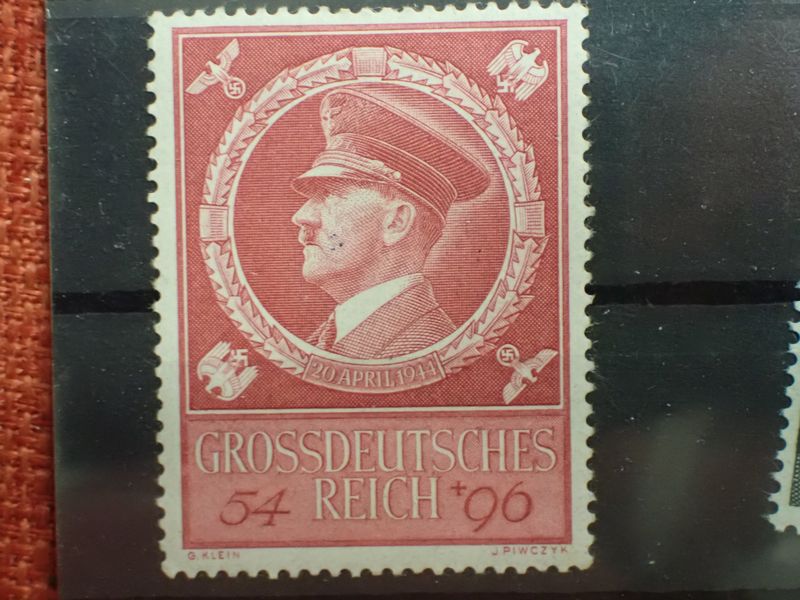 20 APRIL 1944
GROSSDEUTSCHES
54 REICH +96
G. KLEIN J. PIWCZYK